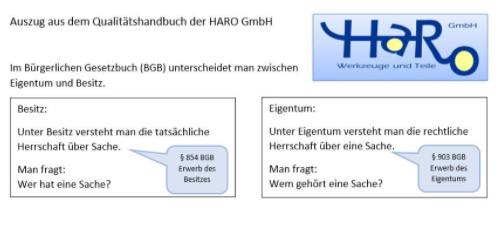 Auszug aus dem Qualitätshandbuch der HARO GmbH
HaRo GmbH
Werkzeuge und Teile
Im Bürgerlichen Gesetzbuch (BGB) unterscheidet man zwischen
Eigentum und Besitz.
Besitz:
Unter Besitz versteht man die tatsächliche
Herrschaft über Sache.
§ 854 BGB
Erwerb des
Besitzes
Man fragt:
Wer hat eine Sache?
Eigentum:
Unter Eigentum versteht man die rechtliche
Herrschaft über eine Sache.
§ 903 BGB
Erwerb des
Eigentums
Man fragt:
Wem gehört eine Sache?